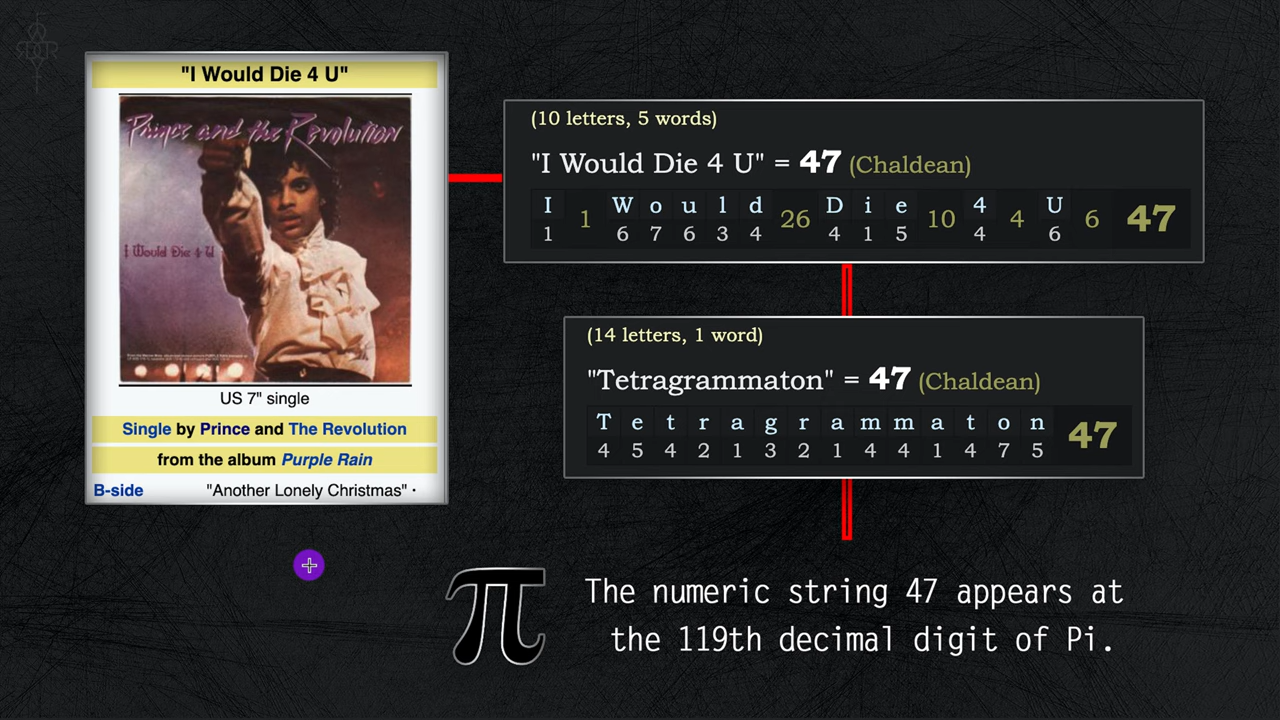 "I Would Die 4 U"
Prince and the Revolution
I Would Die 4 U
US 7" single
Single by Prince and The Revolution
from the album Purple Rain
B-side "Another Lonely Christmas" ·
(10 letters, 5 words)
"I Would Die 4 U" = 47 (Chaldean)
I 1 W o u l d 26 D i e 10 4 4 U 6 47
1 6 7 6 3 4 4 1 5 4 6
(14 letters, 1 word)
"Tetragrammaton" = 47 (Chaldean)
T e t r a g r a m m a t o n 47
4 5 4 2 1 3 2 1 4 4 1 4 7 5
π The numeric string 47 appears at
the 119th decimal digit of Pi.